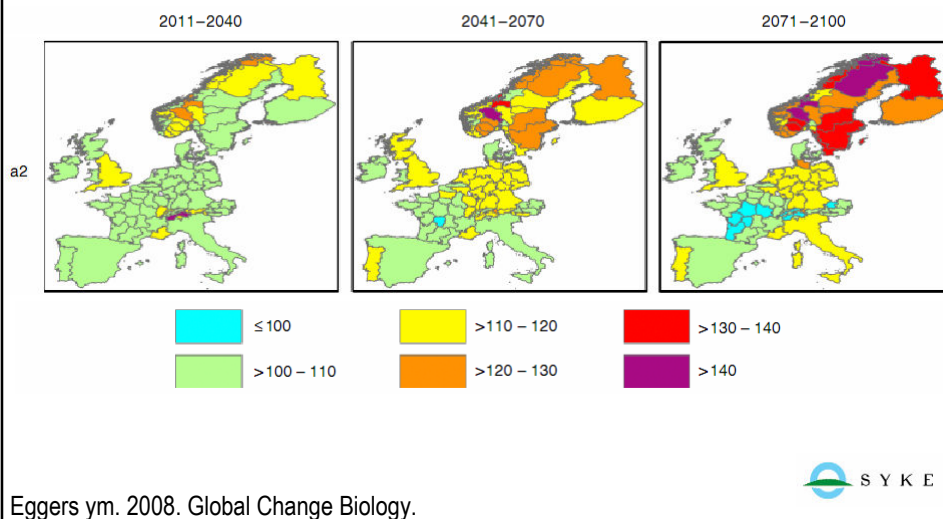 2011–2040 2041–2070 2071–2100
a2
≤100 >110 – 120 >130 – 140
>100 – 110 >120 – 130 >140
SYKE
Eggers ym. 2008. Global Change Biology.